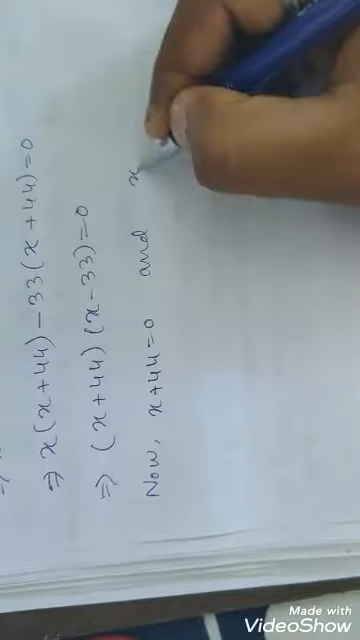 ⇒ x(x+44) - 33(x+44)=0
⇒ (x+44) (x-33)=0
Now, x+44=0 and x
Made with
VideoShow